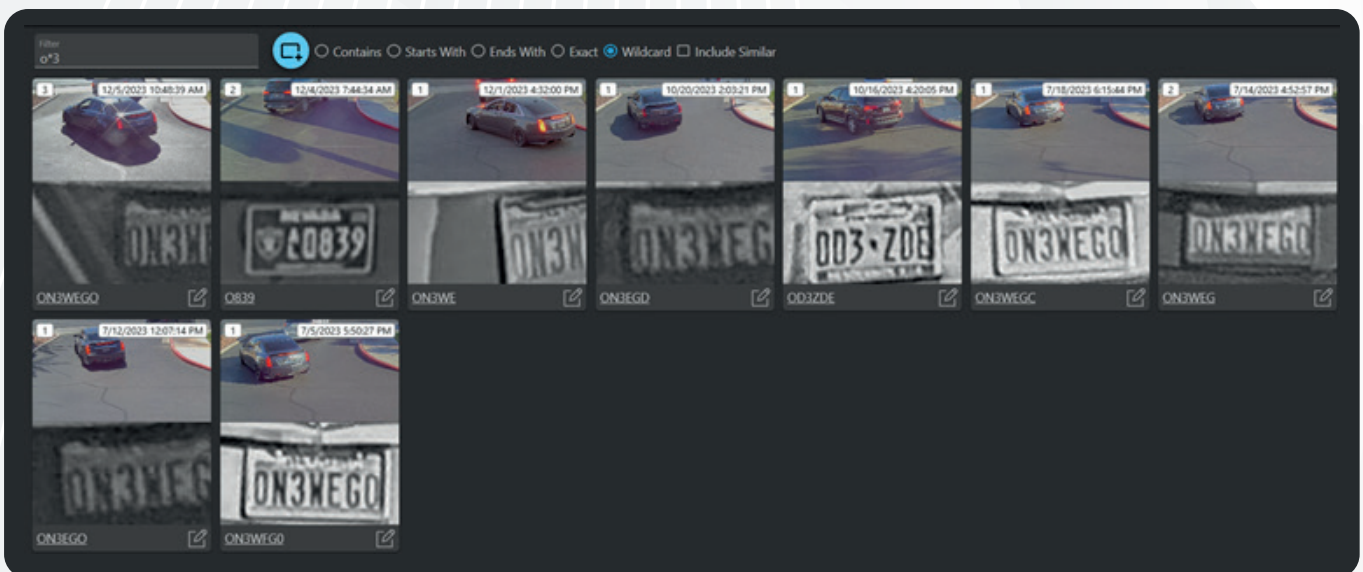 Filter
o*3
Contains Starts With Ends With Exact Wildcard Include Similar
3 12/5/2023 10:48:39 AM
ON3WE
ON3WEGO
2 12/4/2023 7:44:34 AM
NEVADA
0839
O839
1 12/1/2023 4:32:00 PM
ON3W
ON3WE
1 10/20/2023 2:03:21 PM
ON3WEG
ON3EGD
1 10/16/2023 4:20:05 PM
OD3•ZDE
OD3ZDE
1 7/18/2023 6:15:44 PM
ON3WEGO
ON3WEGC
2 7/14/2023 4:52:57 PM
ON3WEGO
ON3WEG
1 7/12/2023 12:07:14 PM
ON3WEG
ON3EGO
1 7/5/2023 5:50:27 PM
ON3WEGO
ON3WFG0